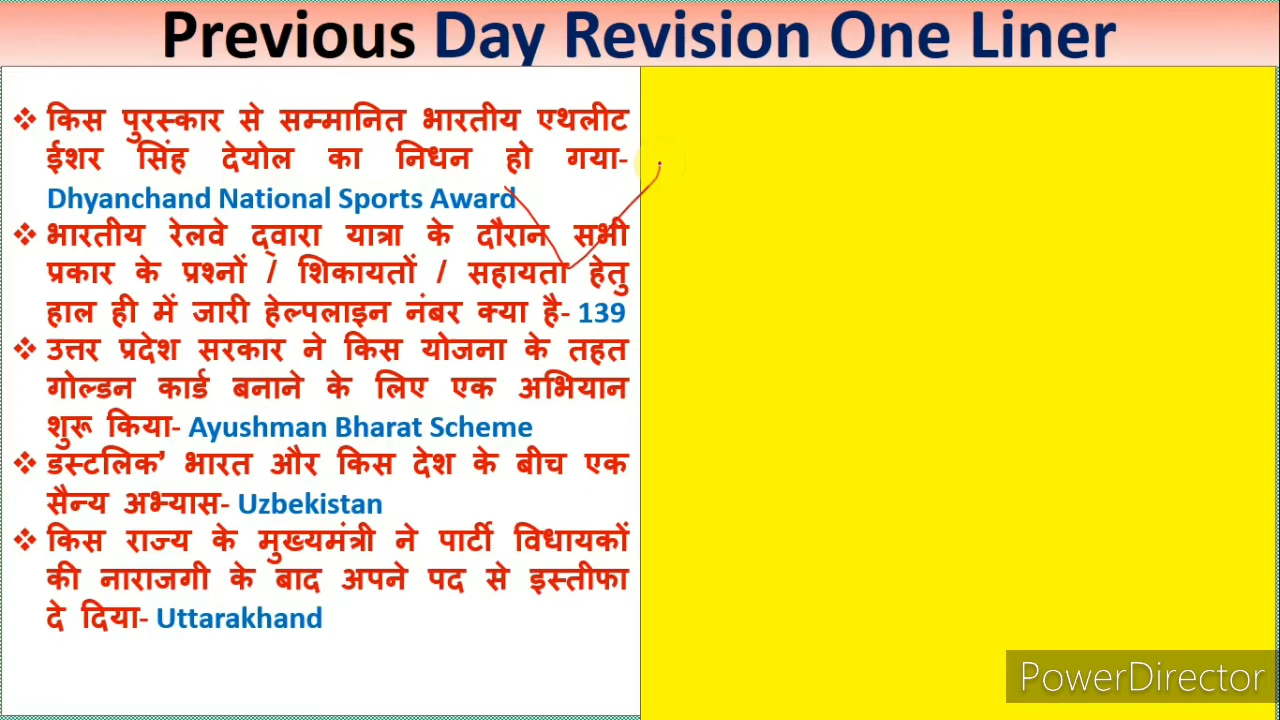 Previous Day Revision One Liner
❖ किस पुरस्कार से सम्मानित भारतीय एथलीट
ईशर सिंह देयोल का निधन हो गया-
Dhyanchand National Sports Award
❖ भारतीय रेलवे द्वारा यात्रा के दौरान सभी
प्रकार के प्रश्नों / शिकायतों / सहायता हेतु
हाल ही में जारी हेल्पलाइन नंबर क्या है- 139
❖ उत्तर प्रदेश सरकार ने किस योजना के तहत
गोल्डन कार्ड बनाने के लिए एक अभियान
शुरू किया- Ayushman Bharat Scheme
❖ डस्टलिक’ भारत और किस देश के बीच एक
सैन्य अभ्यास- Uzbekistan
❖ किस राज्य के मुख्यमंत्री ने पार्टी विधायकों
की नाराजगी के बाद अपने पद से इस्तीफा
दे दिया- Uttarakhand
PowerDirector